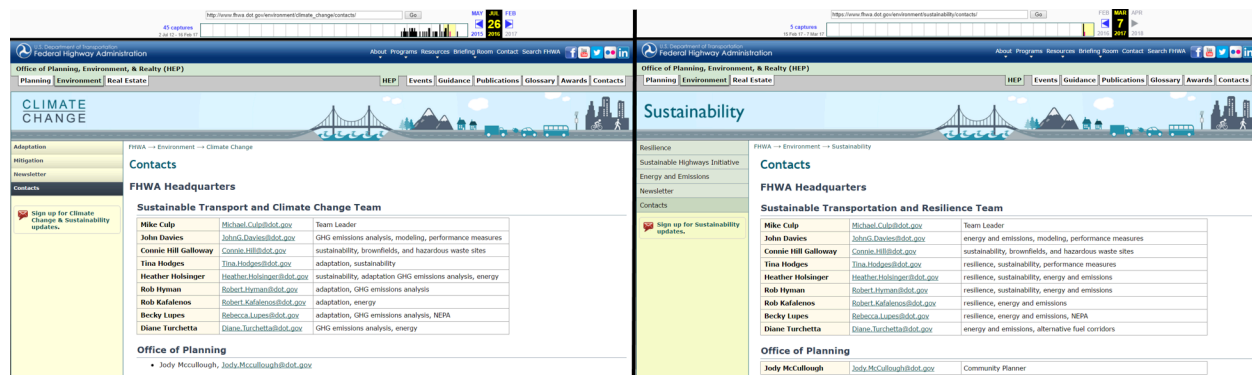 http://www.fhwa.dot.gov/environment/climate_change/contacts/ Go MAY JUL FEB
45 captures 26
2 Jul 12 - 16 Feb 17 2015 2016 2017
U.S. Department of Transportation
Federal Highway Administration
About Programs Resources Briefing Room Contact Search FHWA
Office of Planning, Environment, & Realty (HEP)
Planning Environment Real Estate HEP Events Guidance Publications Glossary Awards Contacts
CLIMATE
CHANGE
Adaptation
Mitigation
Newsletter
Contacts
Sign up for Climate
Change & Sustainability
updates.
FHWA → Environment → Climate Change
Contacts
FHWA Headquarters
Sustainable Transport and Climate Change Team
Mike Culp Michael.Culp@dot.gov Team Leader
John Davies JohnG.Davies@dot.gov GHG emissions analysis, modeling, performance measures
Connie Hill Galloway Connie.Hill@dot.gov sustainability, brownfields, and hazardous waste sites
Tina Hodges Tina.Hodges@dot.gov adaptation, sustainability
Heather Holsinger Heather.Holsinger@dot.gov sustainability, adaptation GHG emissions analysis, energy
Rob Hyman Robert.Hyman@dot.gov adaptation, GHG emissions analysis
Rob Kafalenos Robert.Kafalenos@dot.gov adaptation, energy
Becky Lupes Rebecca.Lupes@dot.gov adaptation, GHG emissions analysis, NEPA
Diane Turchetta Diane.Turchetta@dot.gov GHG emissions analysis, energy
Office of Planning
• Jody Mccullough, Jody.Mccullough@dot.gov
https://www.fhwa.dot.gov/environment/sustainability/contacts/ Go FEB MAR APR
5 captures 7
15 Feb 17 - 7 Mar 17 2016 2017 2018
U.S. Department of Transportation
Federal Highway Administration
About Programs Resources Briefing Room Contact Search FHWA
Office of Planning, Environment, & Realty (HEP)
Planning Environment Real Estate HEP Events Guidance Publications Glossary Awards Contacts
Sustainability
Resilience
Sustainable Highways Initiative
Energy and Emissions
Newsletter
Contacts
Sign up for Sustainability
updates.
FHWA → Environment → Sustainability
Contacts
FHWA Headquarters
Sustainable Transportation and Resilience Team
Mike Culp Michael.Culp@dot.gov Team Leader
John Davies JohnG.Davies@dot.gov energy and emissions, modeling, performance measures
Connie Hill Galloway Connie.Hill@dot.gov sustainability, brownfields, and hazardous waste sites
Tina Hodges Tina.Hodges@dot.gov resilience, sustainability, performance measures
Heather Holsinger Heather.Holsinger@dot.gov resilience, sustainability, energy and emissions
Rob Hyman Robert.Hyman@dot.gov resilience, sustainability, energy and emissions
Rob Kafalenos Robert.Kafalenos@dot.gov resilience, energy and emissions
Becky Lupes Rebecca.Lupes@dot.gov resilience, energy and emissions, NEPA
Diane Turchetta Diane.Turchetta@dot.gov energy and emissions, alternative fuel corridors
Office of Planning
Jody McCullough Jody.McCullough@dot.gov Community Planner